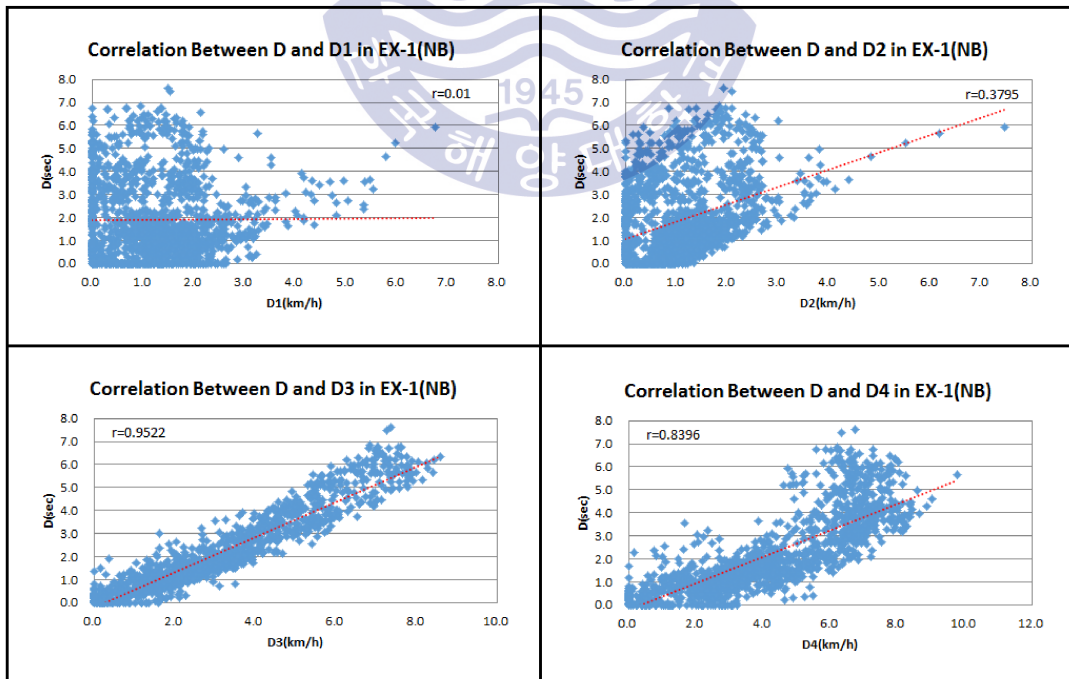 Correlation Between D and D1 in EX-1(NB)
r=0.01
D(sec)
8.0
7.0
6.0
5.0
4.0
3.0
2.0
1.0
0.0
0.0 1.0 2.0 3.0 4.0 5.0 6.0 7.0 8.0
D1(km/h)
Correlation Between D and D2 in EX-1(NB)
r=0.3795
D(sec)
8.0
7.0
6.0
5.0
4.0
3.0
2.0
1.0
0.0
0.0 1.0 2.0 3.0 4.0 5.0 6.0 7.0 8.0
D2(km/h)
1945
해양대
Correlation Between D and D3 in EX-1(NB)
r=0.9522
D(sec)
8.0
7.0
6.0
5.0
4.0
3.0
2.0
1.0
0.0
0.0 2.0 4.0 6.0 8.0 10.0
D3(km/h)
Correlation Between D and D4 in EX-1(NB)
r=0.8396
D(sec)
8.0
7.0
6.0
5.0
4.0
3.0
2.0
1.0
0.0
0.0 2.0 4.0 6.0 8.0 10.0 12.0
D4(km/h)